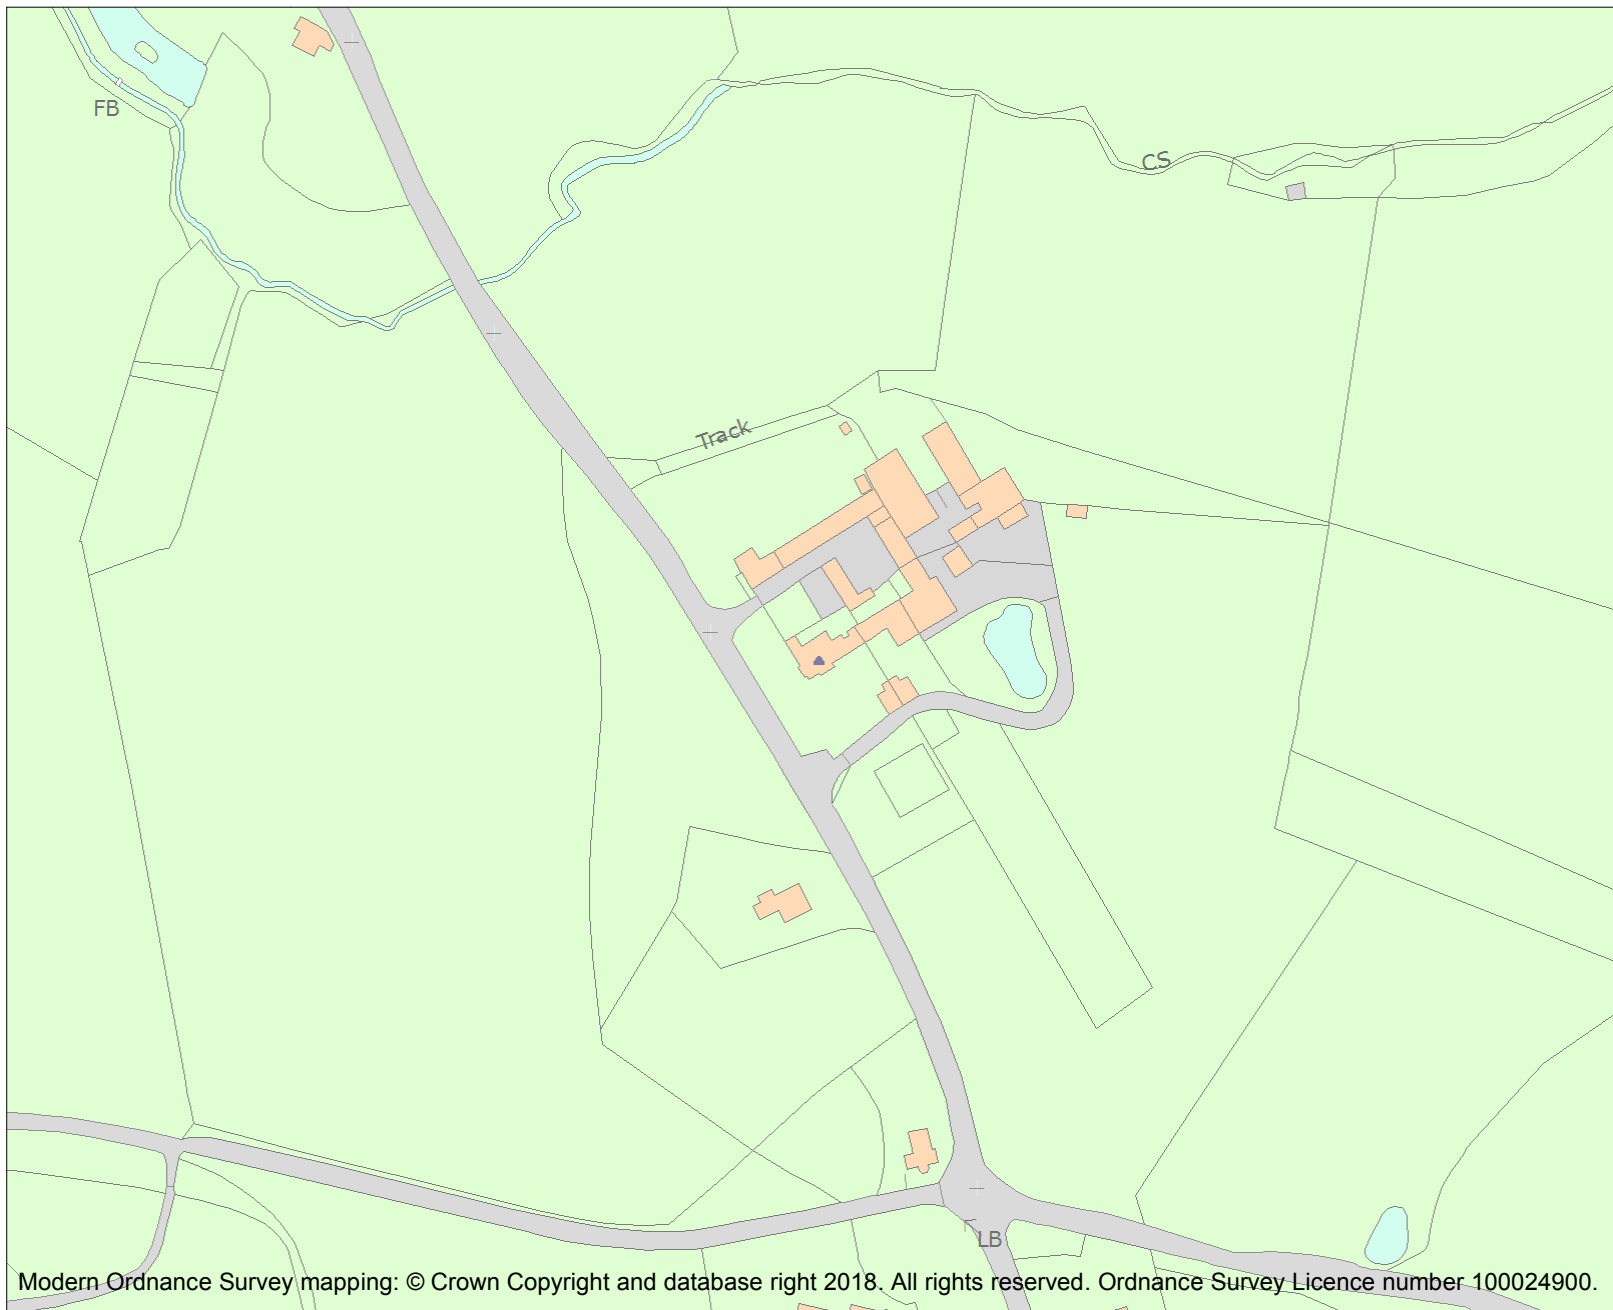 FB
CS
Track
LB
Modern Ordnance Survey mapping: © Crown Copyright and database right 2018. All rights reserved. Ordnance Survey Licence number 100024900.